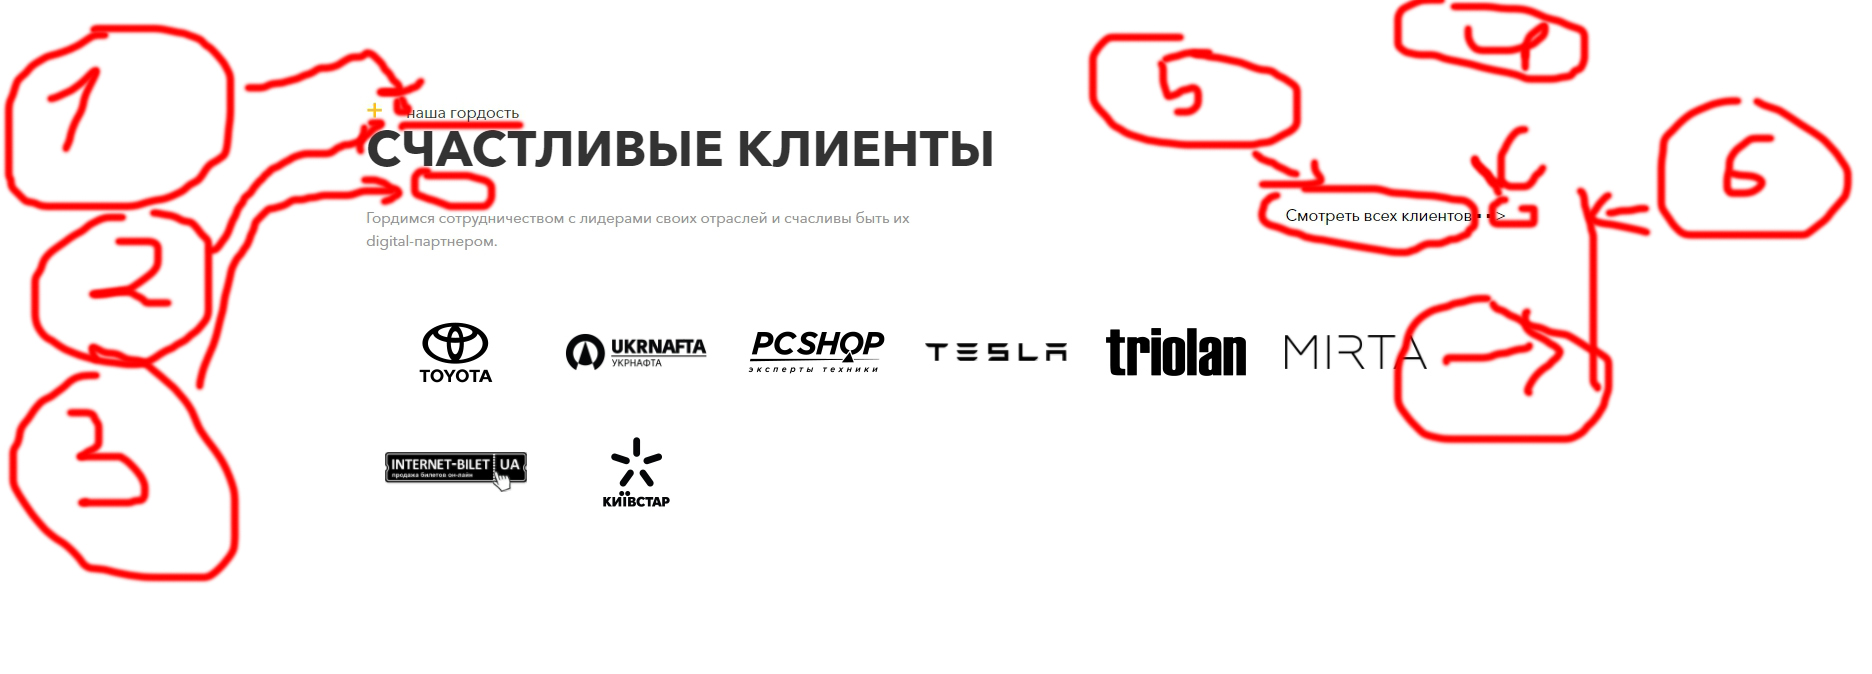 1
5
4
6
+ наша гордость
СЧАСТЛИВЫЕ КЛИЕНТЫ
2
Гордимся сотрудничеством с лидерами своих отраслей и счасливы быть их
digital-партнером.
Смотреть всех клиентов - ->
TOYOTA
UKRNAFTA
УКРНАФТА
PCSHOP
эксперты техники
TESLA
triolan
MIRTA
3
INTERNET-BILET UA
продажа билетов он-лайн
КИЇВСТАР